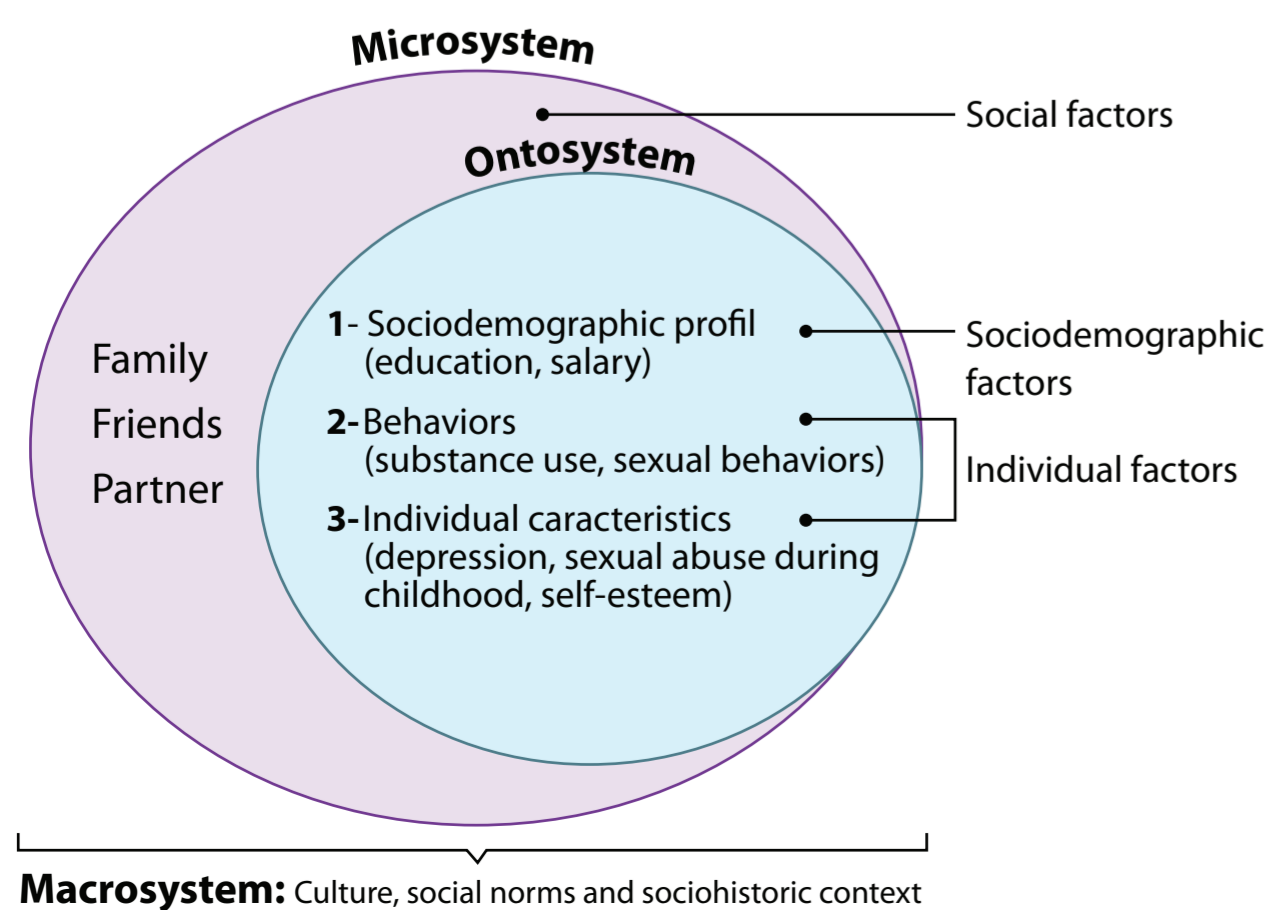 Microsystem
Social factors
Ontosystem
1- Sociodemographic profil
(education, salary)
Sociodemographic
factors
Family
Friends
Partner
2-Behaviors
(substance use, sexual behaviors)
Individual factors
3-Individual caracteristics
(depression, sexual abuse during
childhood, self-esteem)
Macrosystem: Culture, social norms and sociohistoric context